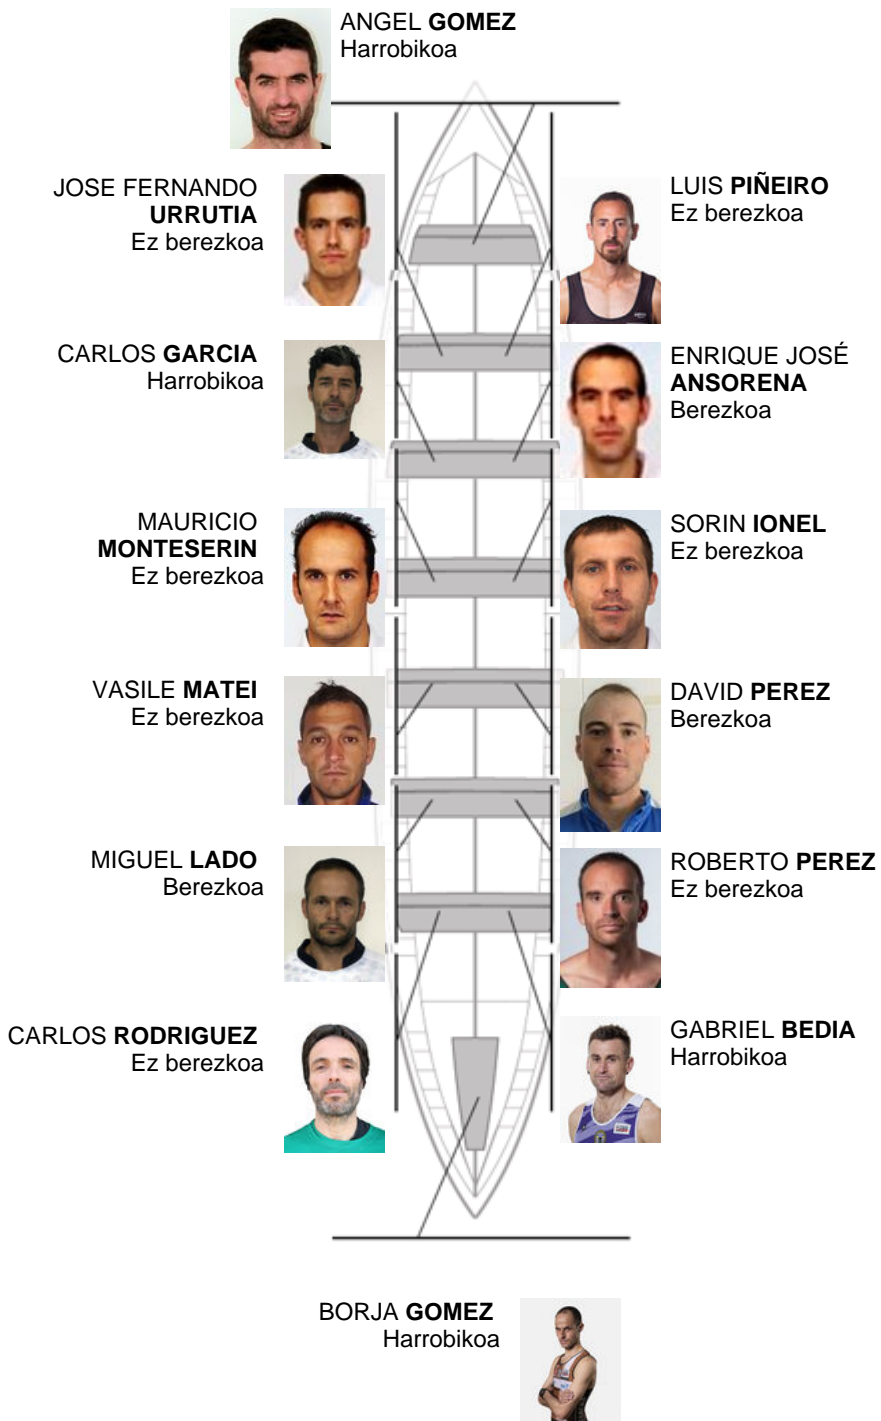 ANGEL GOMEZ
Harrobikoa
JOSE FERNANDO
URRUTIA
Ez berezkoa
LUIS PIÑEIRO
Ez berezkoa
CARLOS GARCIA
Harrobikoa
ENRIQUE JOSÉ
ANSORENA
Berezkoa
MAURICIO
MONTESERIN
Ez berezkoa
SORIN IONEL
Ez berezkoa
VASILE MATEI
Ez berezkoa
DAVID PEREZ
Berezkoa
MIGUEL LADO
Berezkoa
ROBERTO PEREZ
Ez berezkoa
CARLOS RODRIGUEZ
Ez berezkoa
GABRIEL BEDIA
Harrobikoa
BORJA GOMEZ
Harrobikoa